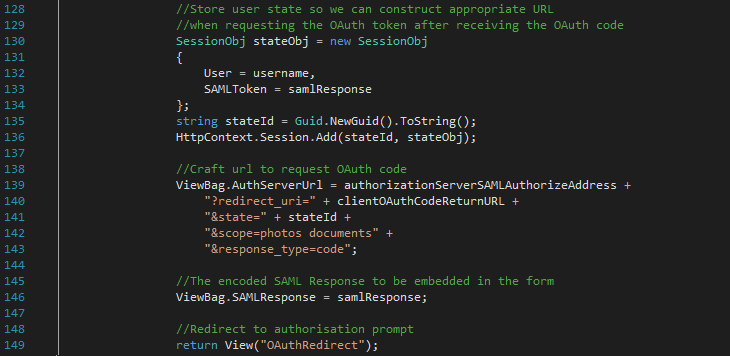 128 //Store user state so we can construct appropriate URL
129 //when requesting the OAuth token after receiving the OAuth code
130 SessionObj stateObj = new SessionObj
131 {
132 User = username,
133 SAMLToken = samlResponse
134 };
135 string stateId = Guid.NewGuid().ToString();
136 HttpContext.Session.Add(stateId, stateObj);
137
138 //Craft url to request OAuth code
139 ViewBag.AuthServerUrl = authorizationServerSAMLAuthorizeAddress +
140 "?redirect_uri=" + clientOAuthCodeReturnURL +
141 "&state=" + stateId +
142 "&scope=photos documents" +
143 "&response_type=code";
144
145 //The encoded SAML Response to be embedded in the form
146 ViewBag.SAMLResponse = samlResponse;
147
148 //Redirect to authorisation prompt
149 return View("OAuthRedirect");